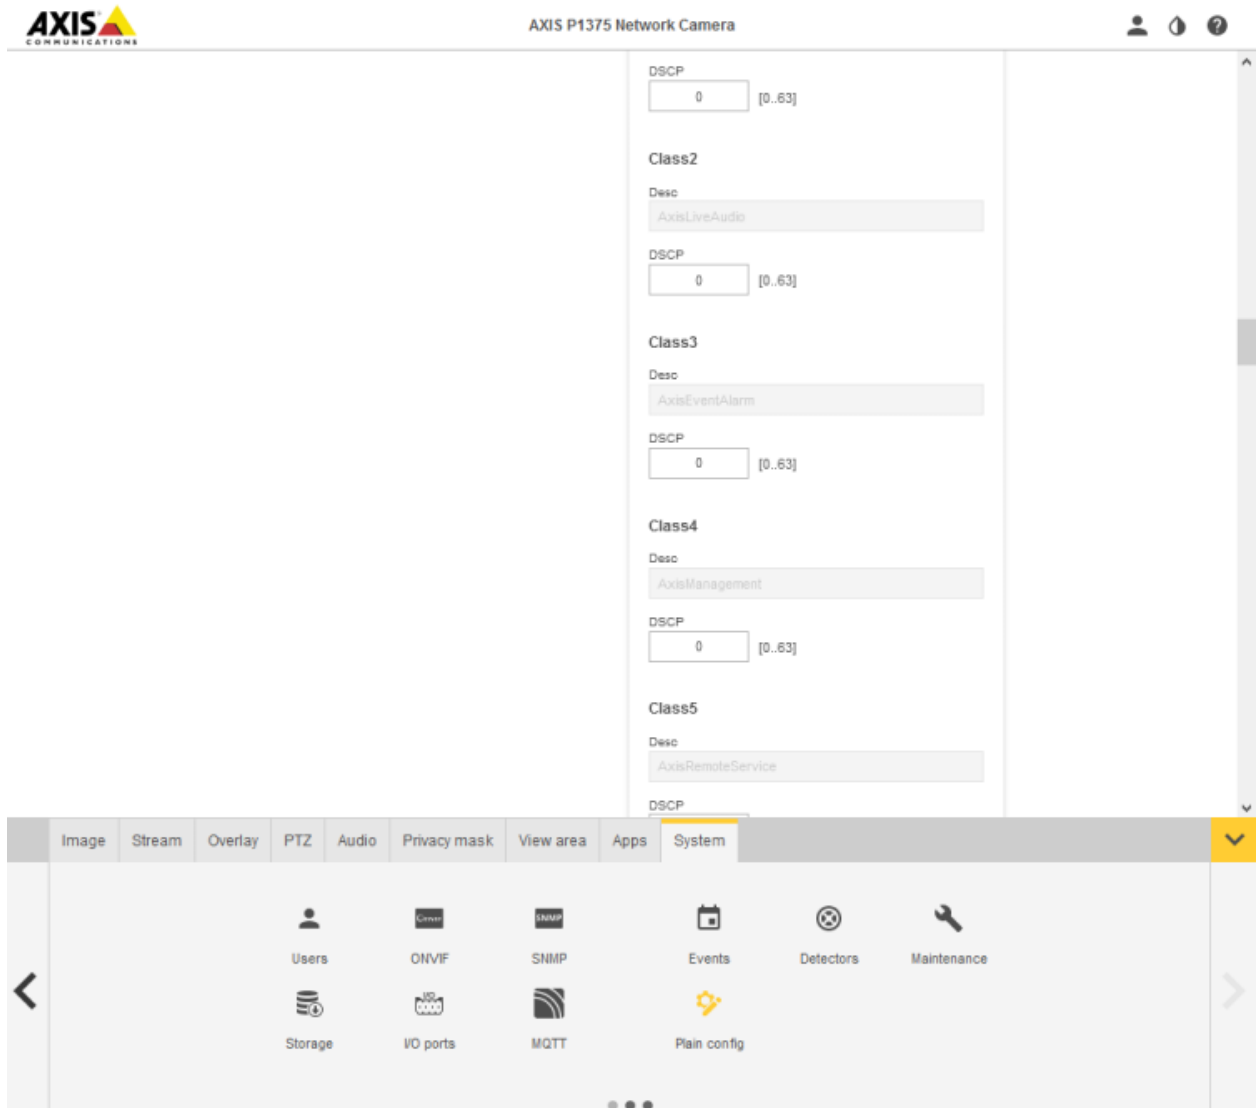 AXIS
COMMUNICATIONS
AXIS P1375 Network Camera
DSCP
0 [0..63]
Class2
Desc
AxisLiveAudio
DSCP
0 [0..63]
Class3
Desc
AxisEventAlarm
DSCP
0 [0..63]
Class4
Desc
AxisManagement
DSCP
0 [0..63]
Class5
Desc
AxisRemoteService
DSCP
Image Stream Overlay PTZ Audio Privacy mask View area Apps System
SNMP
Users ONVIF SNMP Events Detectors Maintenance
I/O
Storage I/O ports MQTT Plain config